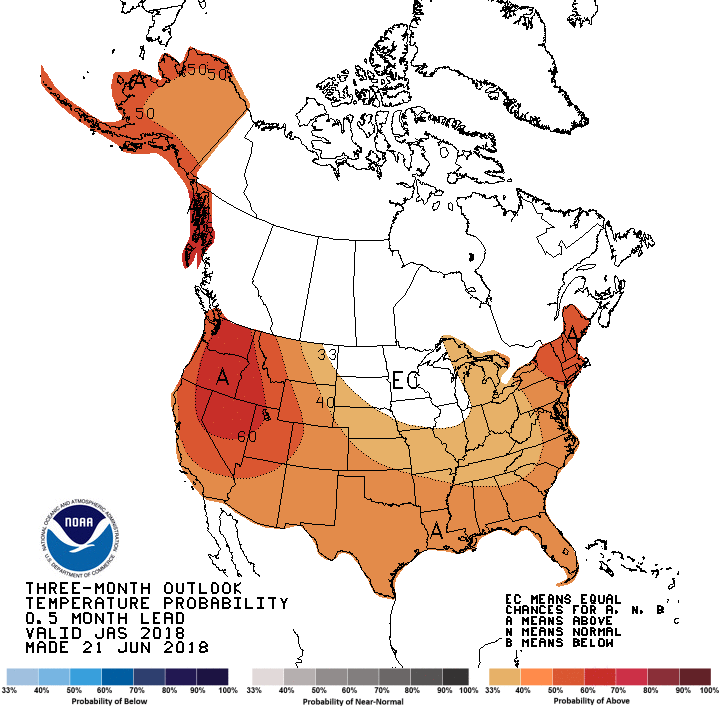 50 50
A
50
33
A
EC
A
40
60
A
NATIONAL OCEANIC AND ATMOSPHERIC ADMINISTRATION
NOAA
U.S. DEPARTMENT OF COMMERCE
THREE-MONTH OUTLOOK
TEMPERATURE PROBABILITY
0.5 MONTH LEAD
VALID JAS 2018
MADE 21 JUN 2018
EC MEANS EQUAL
CHANCES FOR A, N, B
A MEANS ABOVE
N MEANS NORMAL
B MEANS BELOW
33% 40% 50% 60% 70% 80% 90% 100%
Probability of Below
33% 40% 50% 60% 70% 80% 90% 100%
Probability of Near-Normal
33% 40% 50% 60% 70% 80% 90% 100%
Probability of Above